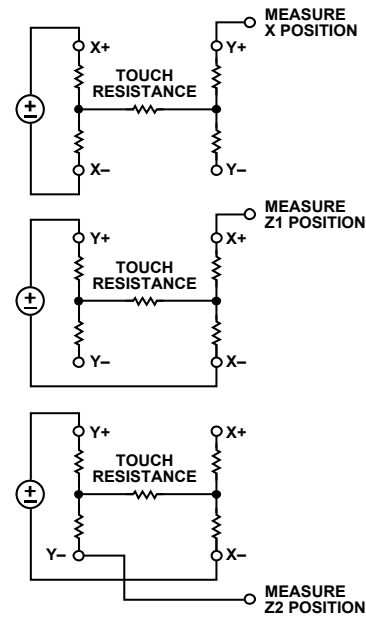 MEASURE
X POSITION
X+
Y+
TOUCH
RESISTANCE
X–
Y–
MEASURE
Z1 POSITION
Y+
X+
TOUCH
RESISTANCE
Y–
X–
Y+
X+
TOUCH
RESISTANCE
Y–
X–
MEASURE
Z2 POSITION